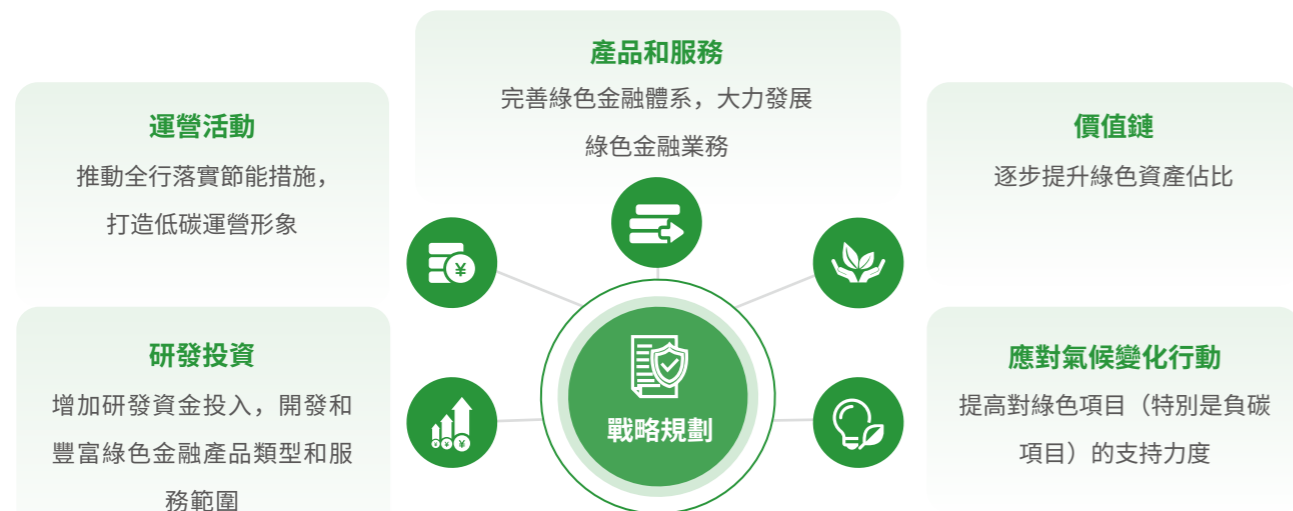 產品和服務
完善綠色金融體系，大力發展
綠色金融業務
運營活動
推動全行落實節能措施，
打造低碳運營形象
價值鏈
逐步提升綠色資產佔比
研發投資
增加研發資金投入，開發和
豐富綠色金融產品類型和服
務範圍
應對氣候變化行動
提高對綠色項目（特別是負碳
項目）的支持力度
戰略規劃
¥
¥ ¥ ¥